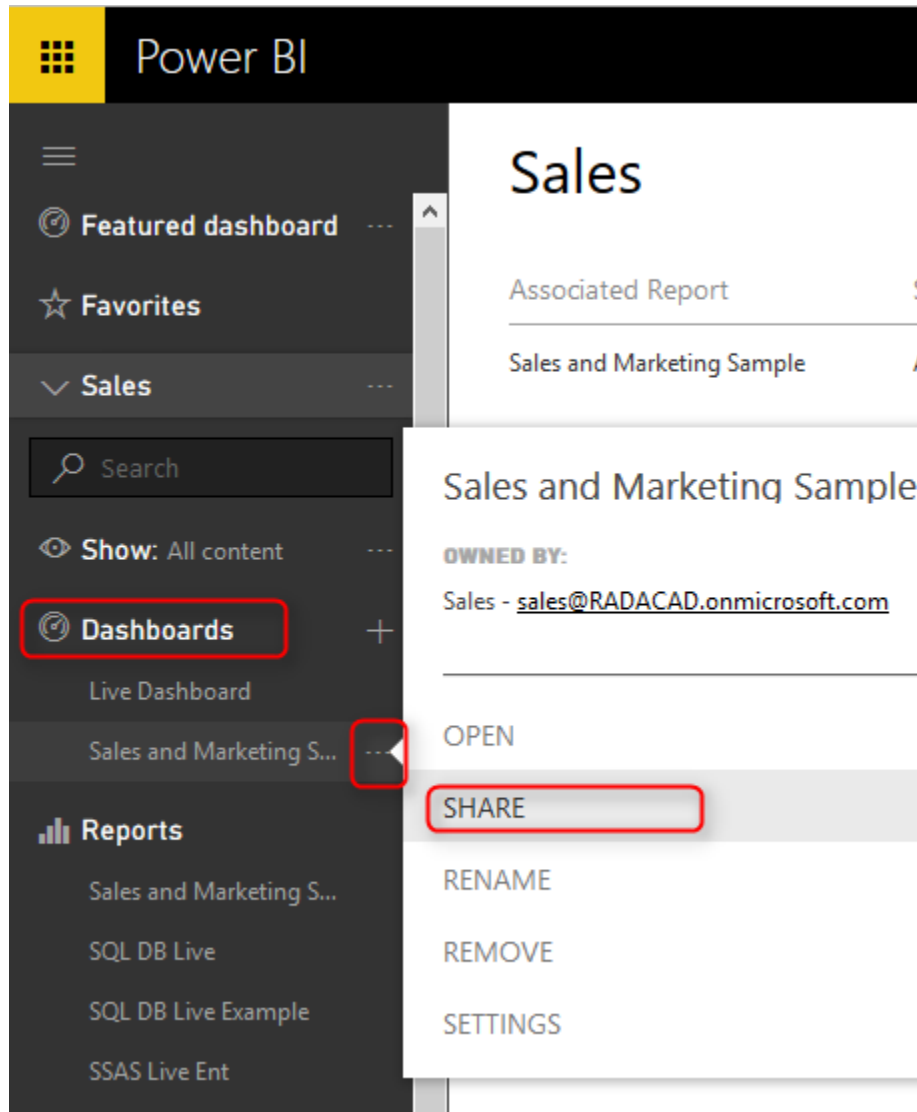 Power BI
Featured dashboard ...
Favorites
Sales ...
Search
Show: All content ...
Dashboards +
Live Dashboard
Sales and Marketing S... ...
Reports
Sales and Marketing S...
SQL DB Live
SQL DB Live Example
SSAS Live Ent
Sales
Associated Report
Sales and Marketing Sample
Sales and Marketing Sample
OWNED BY:
Sales - sales@RADACAD.onmicrosoft.com
OPEN
SHARE
RENAME
REMOVE
SETTINGS